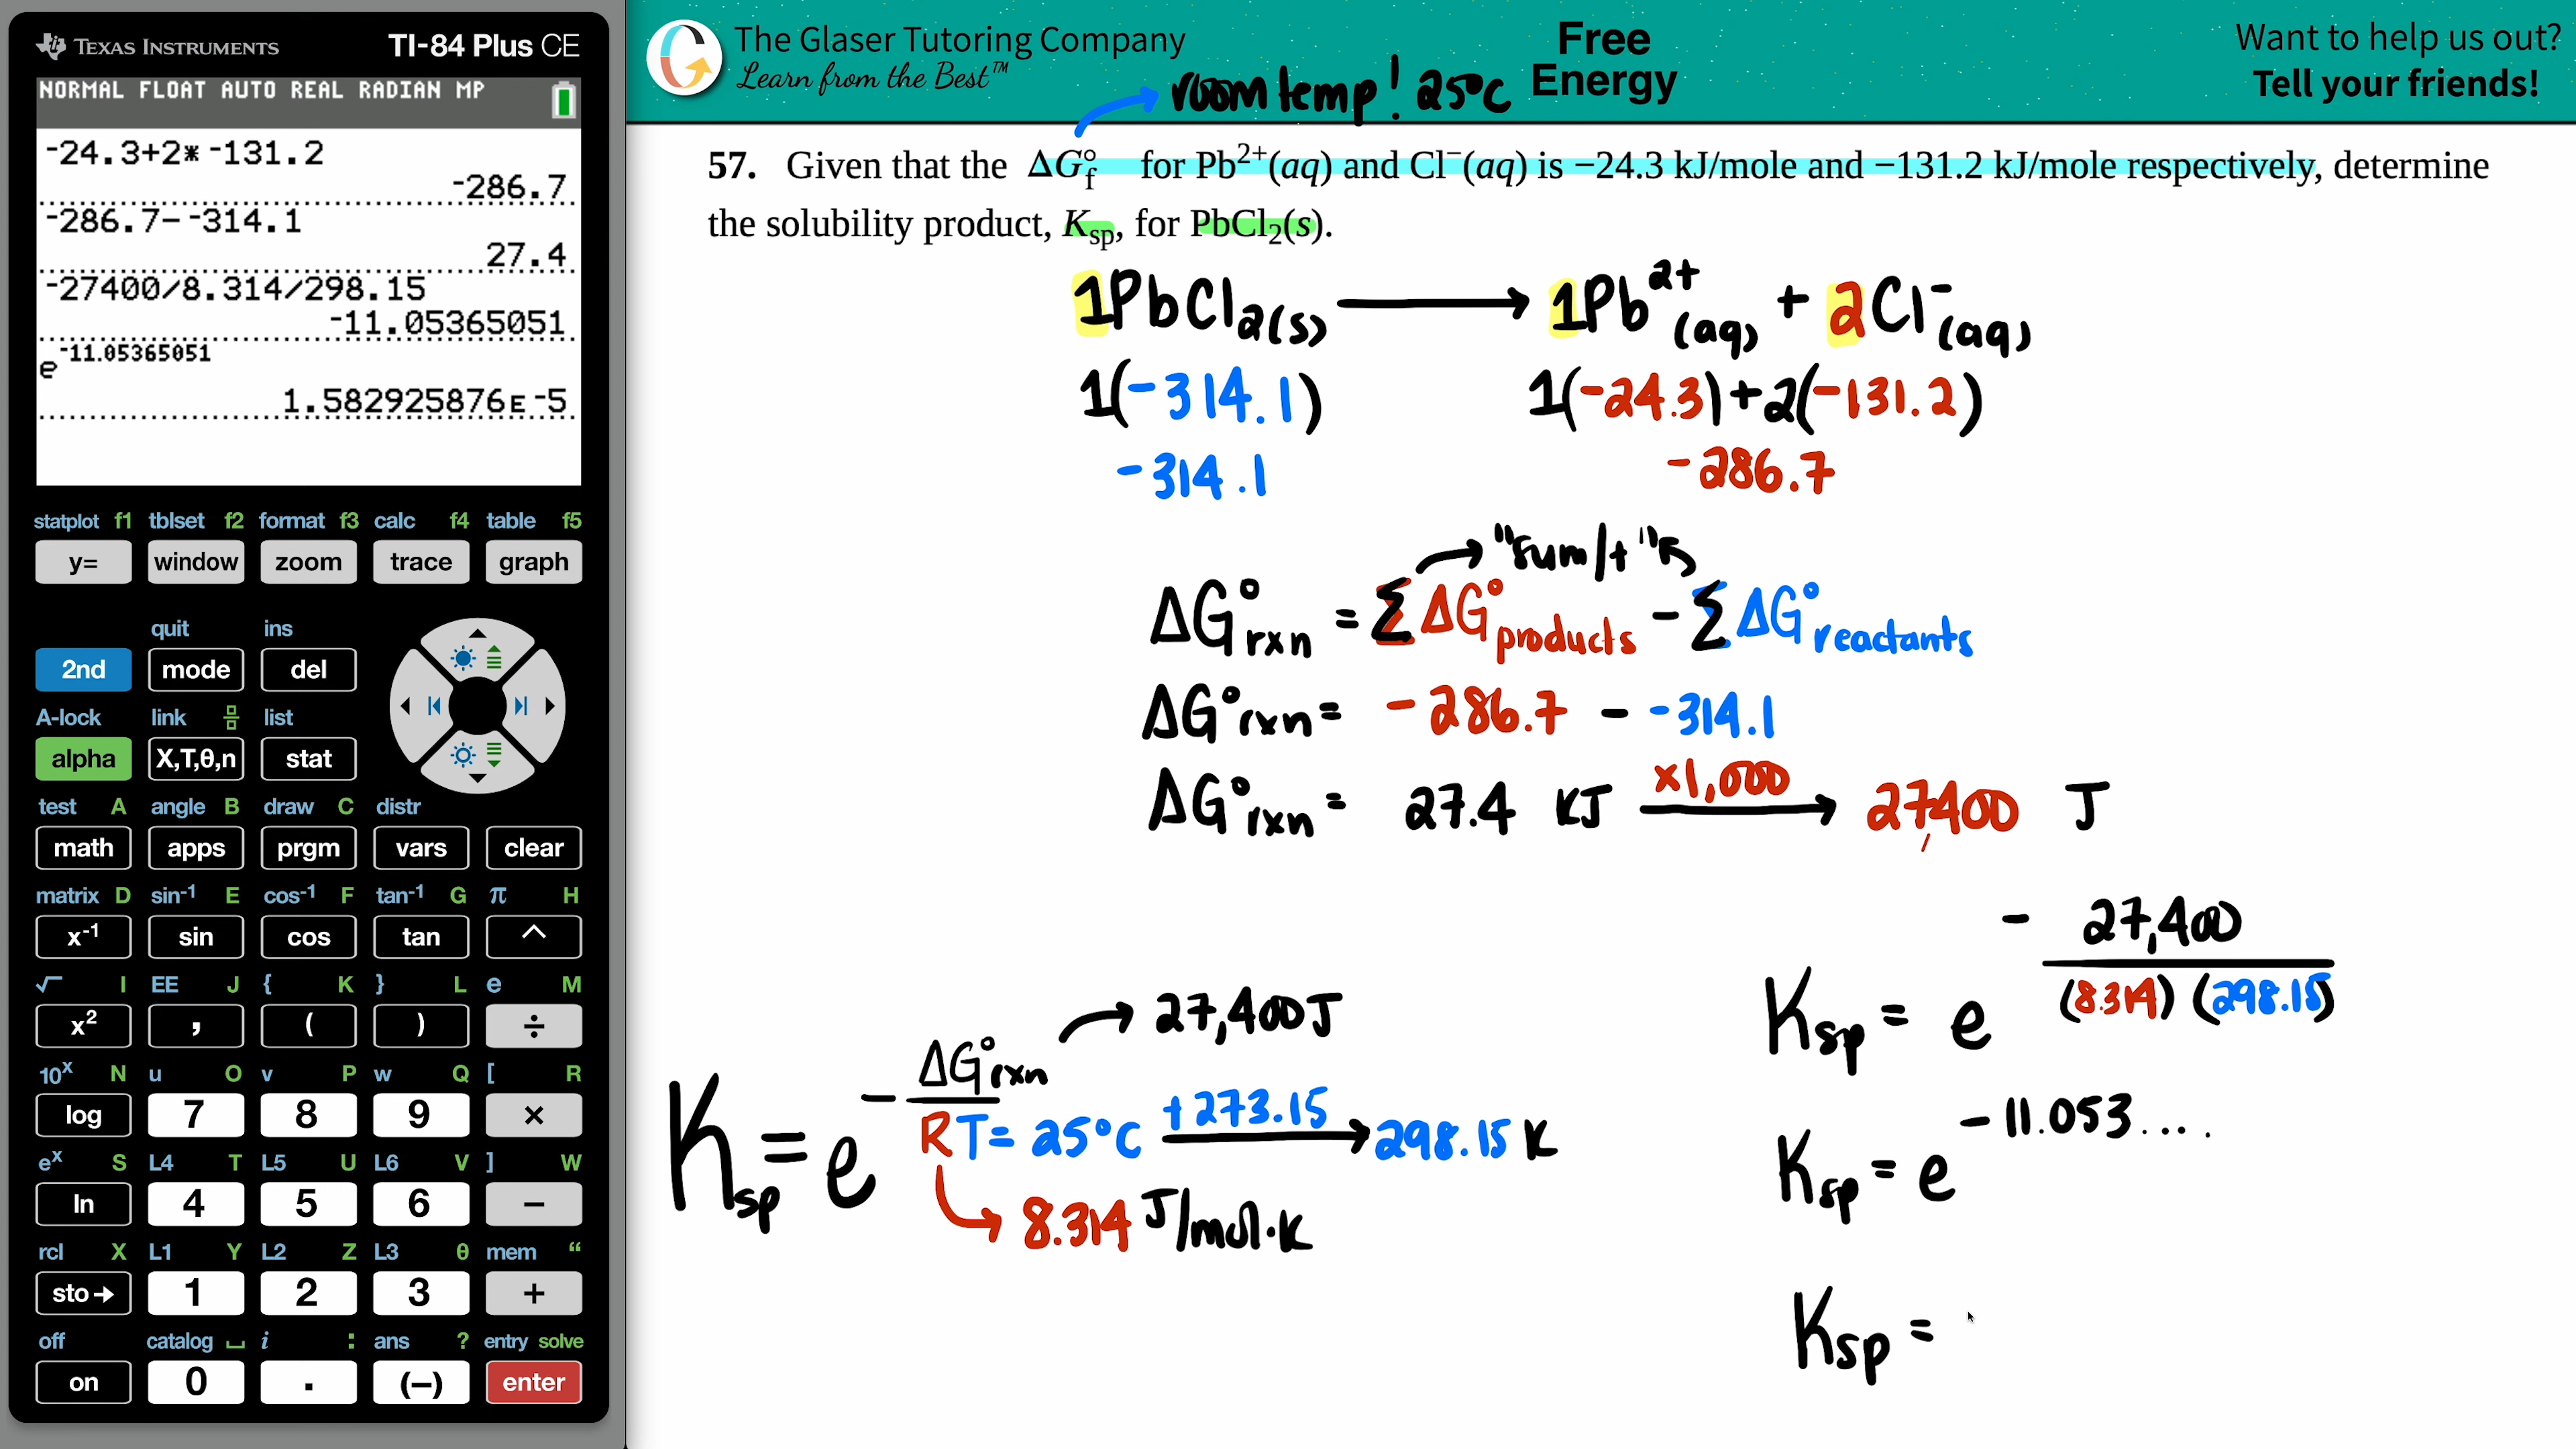 TEXAS INSTRUMENTS TI-84 Plus CE
NORMAL FLOAT AUTO REAL RADIAN MP
-24.3+2* -131.2
-286.7
-286.7- -314.1
27.4
-27400/8.314/298.15
-11.05365051
e^-11.05365051
1.582925876E-5
statplot f1 tblset f2 format f3 calc f4 table f5
y= window zoom trace graph
quit ins
2nd mode del
A-lock link list
alpha X,T,θ,n stat
test A angle B draw C distr
math apps prgm vars clear
matrix D sin⁻¹ E cos⁻¹ F tan⁻¹ G π H
x⁻¹ sin cos tan ^
√ I EE J { K } L e M
x² , ( ) ÷
10ˣ N u O v P w Q [ R
log 7 8 9 ×
eˣ S L4 T L5 U L6 V ] W
ln 4 5 6 −
rcl X L1 Y L2 Z L3 θ mem “
sto→ 1 2 3 +
off catalog ⎵ i : ans ? entry solve
on 0 . (−) enter
The Glaser Tutoring Company
Learn from the Best™
Free
Energy
Want to help us out?
Tell your friends!
room temp! 25°C
57. Given that the ΔG°f for Pb²⁺(aq) and Cl⁻(aq) is −24.3 kJ/mole and −131.2 kJ/mole respectively, determine
the solubility product, Ksp, for PbCl₂(s).
1PbCl₂(s) → 1Pb²⁺(aq) + 2Cl⁻(aq)
1(-314.1) 1(-24.3)+2(-131.2)
-314.1 -286.7
"sum/+"
ΔG°rxn = Σ ΔG°products − Σ ΔG°reactants
ΔG°rxn = -286.7 − -314.1
ΔG°rxn = 27.4 KJ ×1,000 → 27400 J
Ksp = e − ΔG°rxn / RT
→ 27,400J
T = 25°C +273.15 → 298.15 K
→ 8.314 J/mol·K
Ksp = e − 27,400 / (8.314)(298.15)
Ksp = e −11.053....
Ksp =